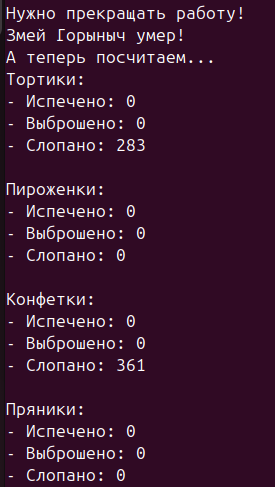 Нужно прекращать работу!
Змей Горыныч умер!
А теперь посчитаем...
Тортики:
- Испечено: 0
- Выброшено: 0
- Слопано: 283
Пироженки:
- Испечено: 0
- Выброшено: 0
- Слопано: 0
Конфетки:
- Испечено: 0
- Выброшено: 0
- Слопано: 361
Пряники:
- Испечено: 0
- Выброшено: 0
- Слопано: 0